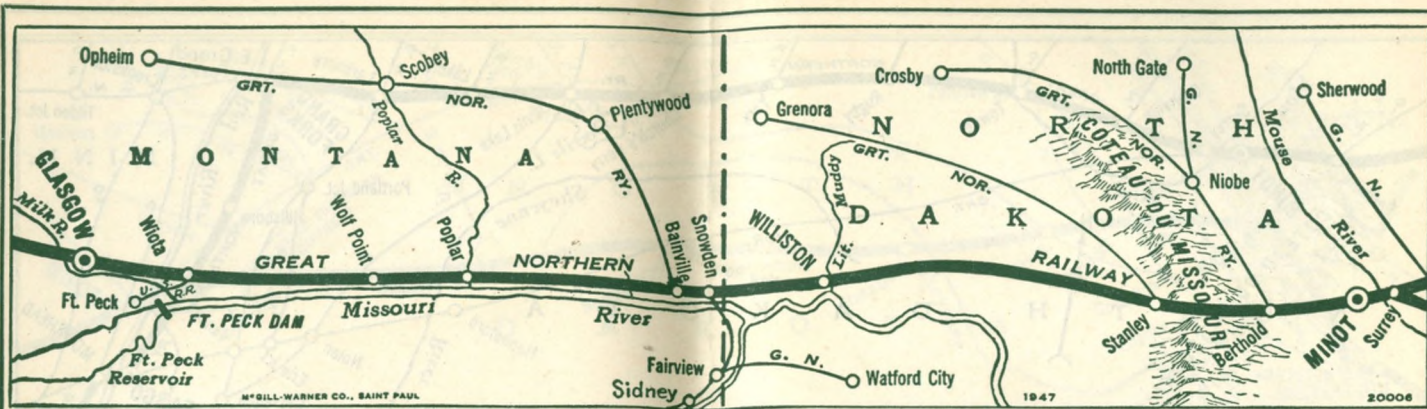 Opheim
Scobey
GRT.
NOR.
Plentywood
RY.
Poplar
R.
MONTANA
GLASGOW
Milk R.
Wiota
Wolf Point
Poplar
Bainville
Snowden
GREAT NORTHERN RAILWAY
Ft. Peck
U. S.
R.R.
FT. PECK DAM
Missouri River
Ft. Peck
Reservoir
McGILL-WARNER CO., SAINT PAUL
Fairview
Sidney
G. N.
Watford City
Crosby
GRT.
NOR.
RY.
North Gate
G. N.
Sherwood
G. N.
Grenora
GRT.
NOR.
NORTH
DAKOTA
COTEAU DU MISSOURI
Mouse River
Niobe
WILLISTON
Lit. Muddy
Stanley
Berthold
MINOT
Surrey
1947
20006